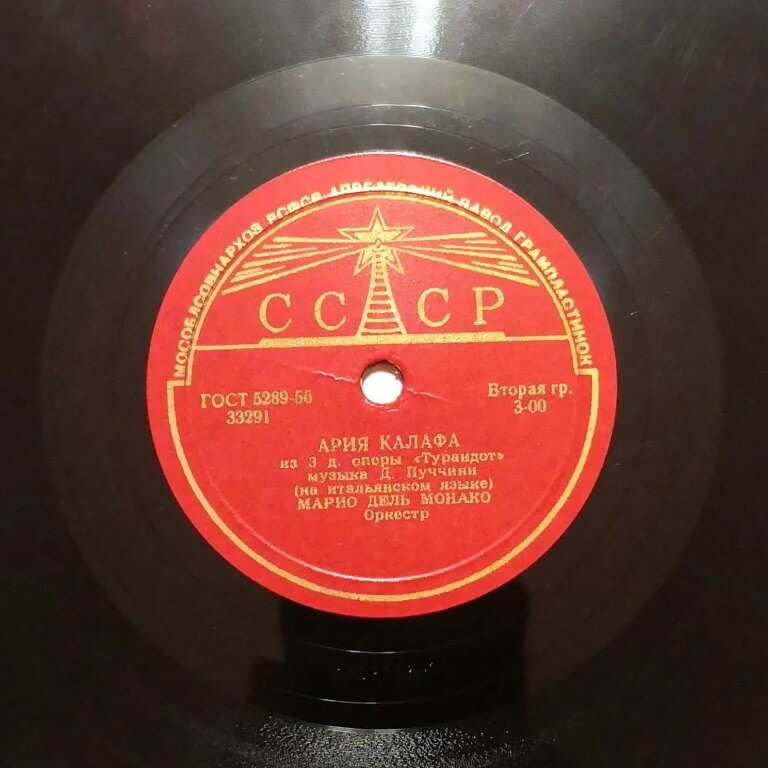 МОСОБЛСОВНАРХОЗ РСФСР АПРЕЛЕВСКИЙ ЗАВОД ГРАМПЛАСТИНОК
СССР
ГОСТ 5289-56
33291
Вторая гр.
3-00
АРИЯ КАЛАФА
из 3 д. оперы «Турандот»
музыка Д. Пуччини
(на итальянском языке)
МАРИО ДЕЛЬ МОНАКО
Оркестр